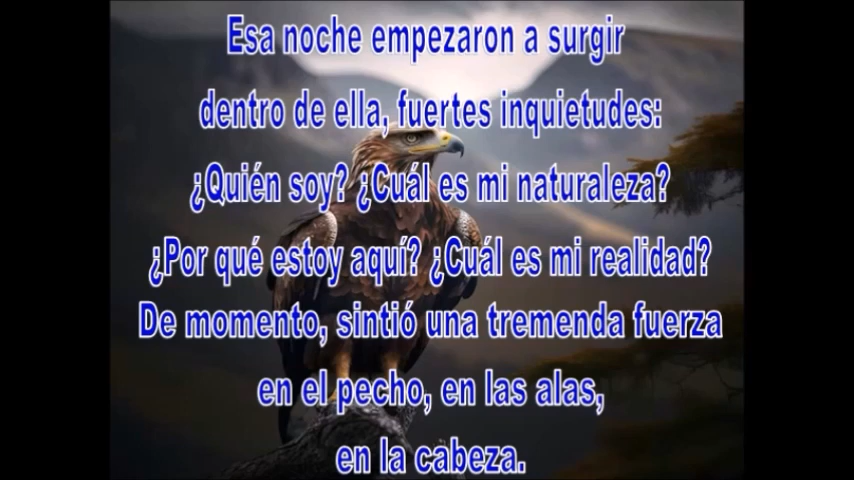 Esa noche empezaron a surgir
dentro de ella, fuertes inquietudes:
¿Quién soy? ¿Cuál es mi naturaleza?
¿Por qué estoy aquí? ¿Cuál es mi realidad?
De momento, sintió una tremenda fuerza
en el pecho, en las alas,
en la cabeza.